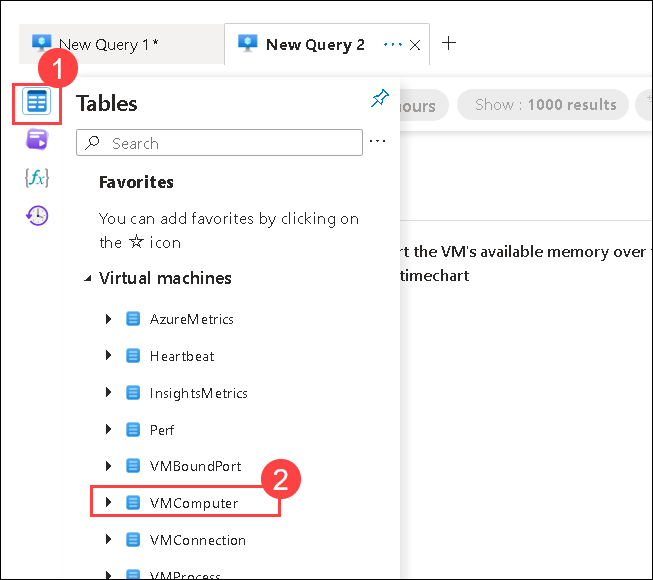 New Query 1*
New Query 2
1
Tables
hours
Show : 1000 results
Search
{fx}
Favorites
You can add favorites by clicking on
the ☆ icon
rt the VM's available memory over
timechart
Virtual machines
AzureMetrics
Heartbeat
InsightsMetrics
Perf
VMBoundPort
2
VMComputer
VMConnection
VMProcess